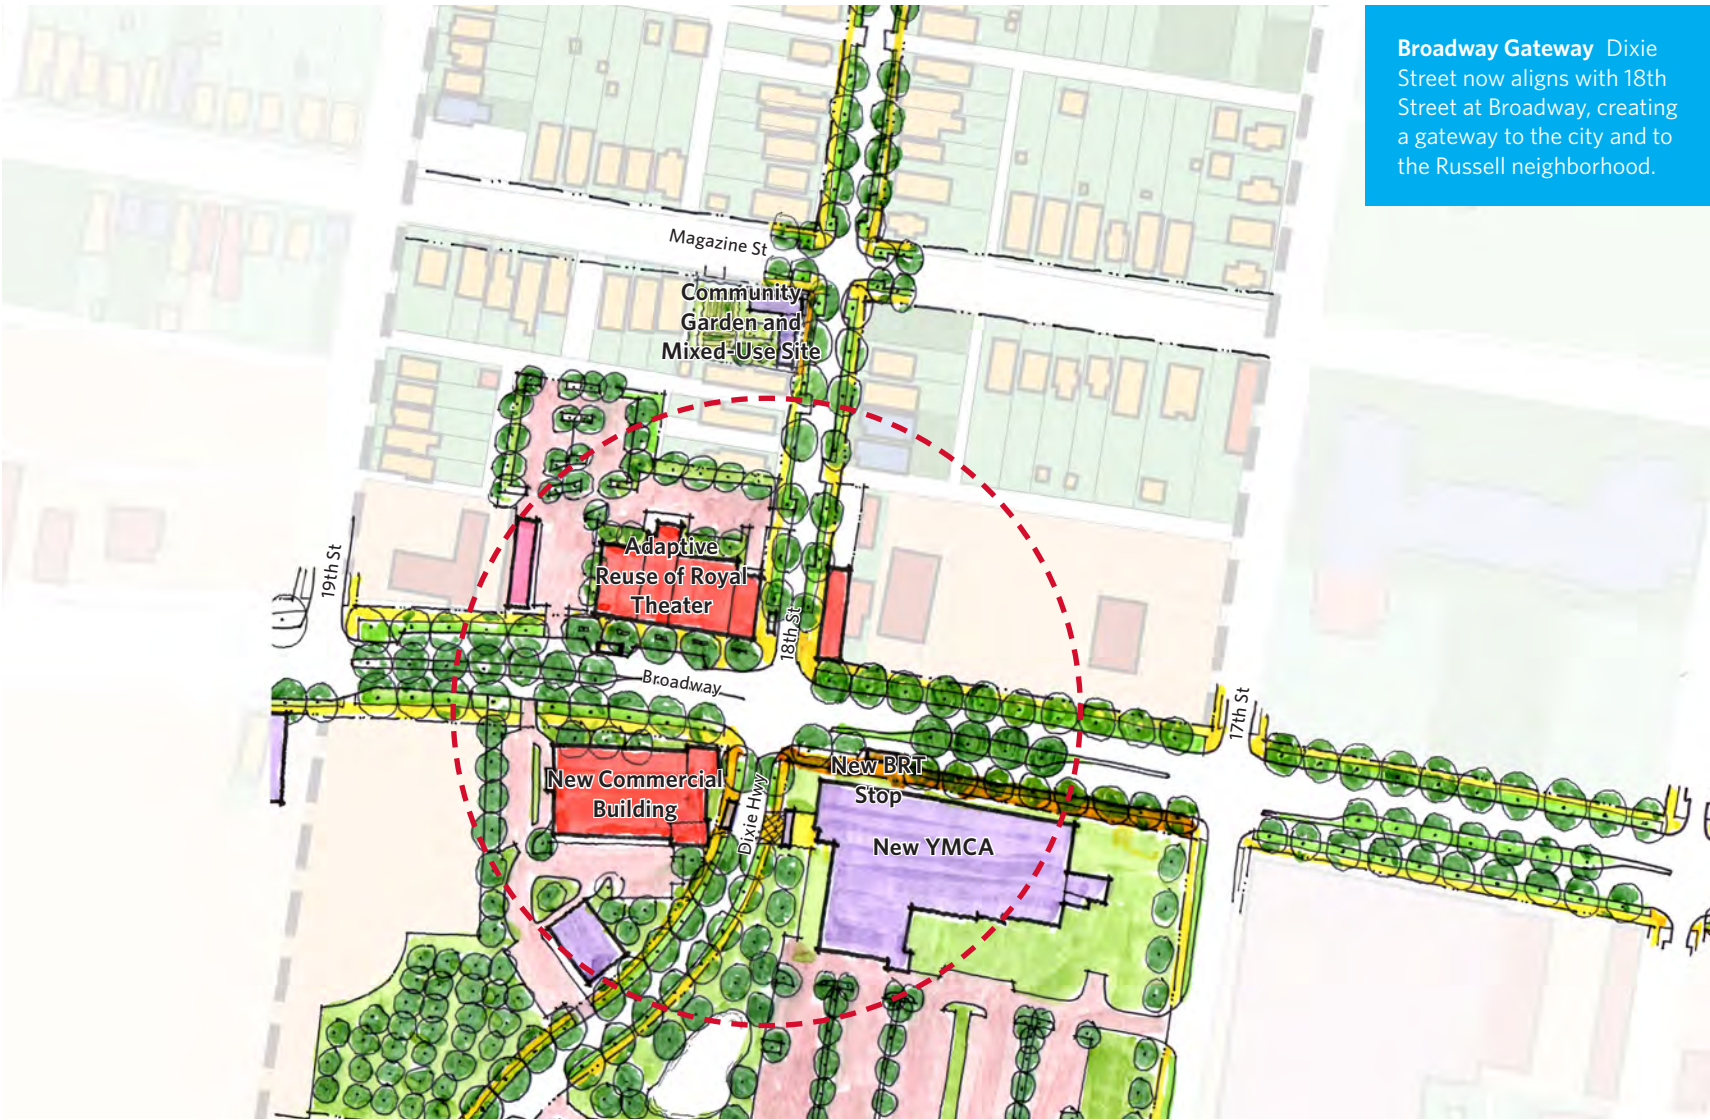 Broadway Gateway Dixie
Street now aligns with 18th
Street at Broadway, creating
a gateway to the city and to
the Russell neighborhood.
Magazine St
Community
Garden and
Mixed-Use Site
19th St
Adaptive
Reuse of Royal
Theater
18th St
Broadway
17th St
New Commercial
Building
Dixie Hwy
New BRT
Stop
New YMCA